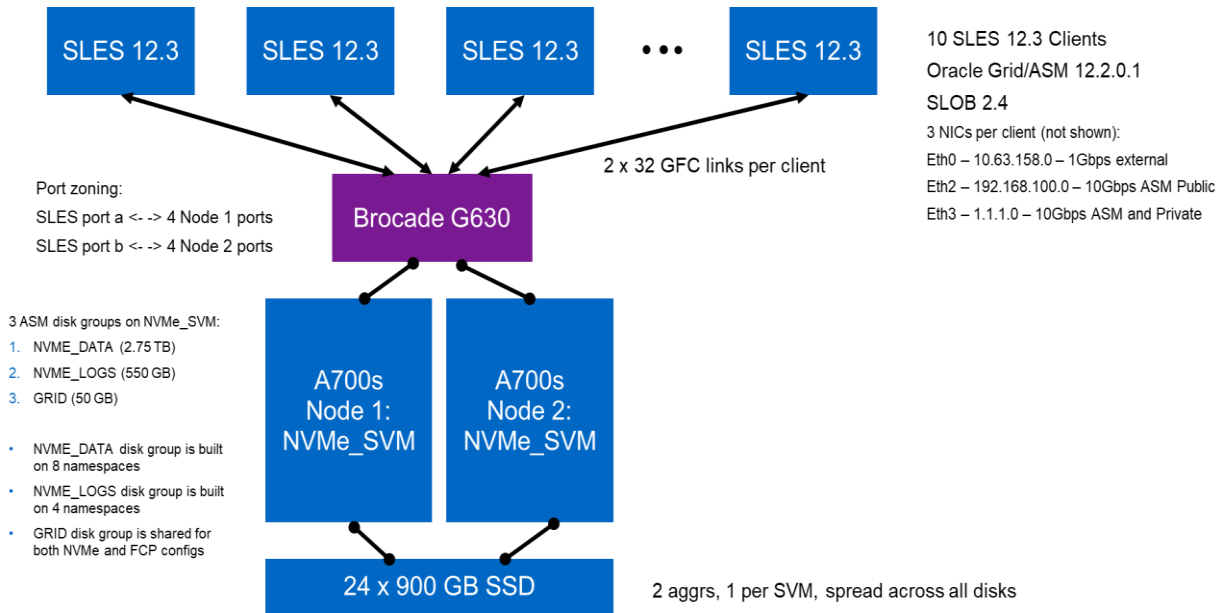 SLES 12.3
SLES 12.3
SLES 12.3
•••
SLES 12.3
10 SLES 12.3 Clients
Oracle Grid/ASM 12.2.0.1
SLOB 2.4
3 NICs per client (not shown):
Eth0 – 10.63.158.0 – 1Gbps external
Eth2 – 192.168.100.0 – 10Gbps ASM Public
Eth3 – 1.1.1.0 – 10Gbps ASM and Private
2 x 32 GFC links per client
Port zoning:
SLES port a <- -> 4 Node 1 ports
SLES port b <- -> 4 Node 2 ports
Brocade G630
3 ASM disk groups on NVMe_SVM:
1. NVME_DATA (2.75 TB)
2. NVME_LOGS (550 GB)
3. GRID (50 GB)
• NVME_DATA disk group is built
on 8 namespaces
• NVME_LOGS disk group is built
on 4 namespaces
• GRID disk group is shared for
both NVMe and FCP configs
A700s
Node 1:
NVMe_SVM
A700s
Node 2:
NVMe_SVM
24 x 900 GB SSD
2 aggrs, 1 per SVM, spread across all disks